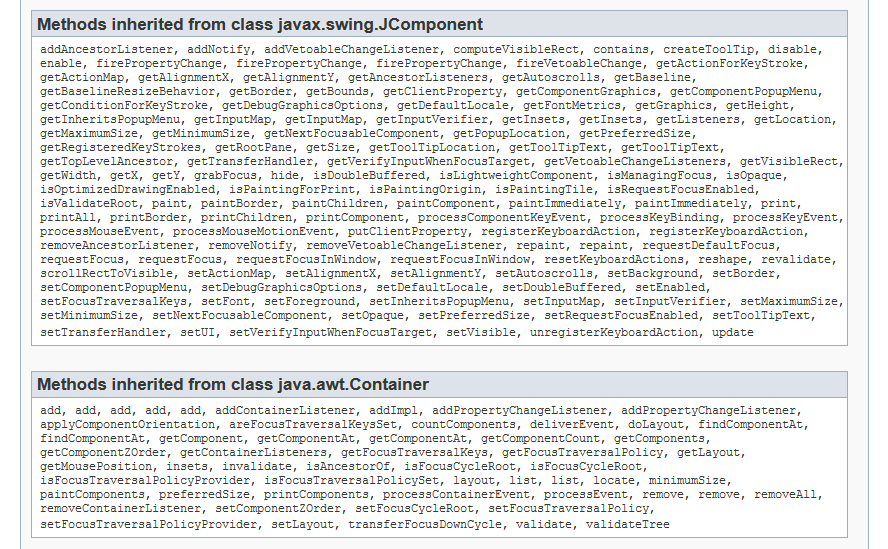 Methods inherited from class javax.swing.JComponent
addAncestorListener, addNotify, addVetoableChangeListener, computeVisibleRect, contains, createToolTip, disable,
enable, firePropertyChange, firePropertyChange, firePropertyChange, fireVetoableChange, getActionForKeyStroke,
getActionMap, getAlignmentX, getAlignmentY, getAncestorListeners, getAutoscrolls, getBaseline,
getBaselineResizeBehavior, getBorder, getBounds, getClientProperty, getComponentGraphics, getComponentPopupMenu,
getConditionForKeyStroke, getDebugGraphicsOptions, getDefaultLocale, getFontMetrics, getGraphics, getHeight,
getInheritsPopupMenu, getInputMap, getInputMap, getInputVerifier, getInsets, getInsets, getListeners, getLocation,
getMaximumSize, getMinimumSize, getNextFocusableComponent, getPopupLocation, getPreferredSize,
getRegisteredKeyStrokes, getRootPane, getSize, getToolTipLocation, getToolTipText, getToolTipText,
getTopLevelAncestor, getTransferHandler, getVerifyInputWhenFocusTarget, getVetoableChangeListeners, getVisibleRect,
getWidth, getX, getY, grabFocus, hide, isDoubleBuffered, isLightweightComponent, isManagingFocus, isOpaque,
isOptimizedDrawingEnabled, isPaintingForPrint, isPaintingOrigin, isPaintingTile, isRequestFocusEnabled,
isValidateRoot, paint, paintBorder, paintChildren, paintComponent, paintImmediately, paintImmediately, print,
printAll, printBorder, printChildren, printComponent, processComponentKeyEvent, processKeyBinding, processKeyEvent,
processMouseEvent, processMouseMotionEvent, putClientProperty, registerKeyboardAction, registerKeyboardAction,
removeAncestorListener, removeNotify, removeVetoableChangeListener, repaint, repaint, requestDefaultFocus,
requestFocus, requestFocus, requestFocusInWindow, requestFocusInWindow, resetKeyboardActions, reshape, revalidate,
scrollRectToVisible, setActionMap, setAlignmentX, setAlignmentY, setAutoscrolls, setBackground, setBorder,
setComponentPopupMenu, setDebugGraphicsOptions, setDefaultLocale, setDoubleBuffered, setEnabled,
setFocusTraversalKeys, setFont, setForeground, setInheritsPopupMenu, setInputMap, setInputVerifier, setMaximumSize,
setMinimumSize, setNextFocusableComponent, setOpaque, setPreferredSize, setRequestFocusEnabled, setToolTipText,
setTransferHandler, setUI, setVerifyInputWhenFocusTarget, setVisible, unregisterKeyboardAction, update
Methods inherited from class java.awt.Container
add, add, add, add, add, addContainerListener, addImpl, addPropertyChangeListener, addPropertyChangeListener,
applyComponentOrientation, areFocusTraversalKeysSet, countComponents, deliverEvent, doLayout, findComponentAt,
findComponentAt, getComponent, getComponentAt, getComponentAt, getComponentCount, getComponents,
getComponentZOrder, getContainerListeners, getFocusTraversalKeys, getFocusTraversalPolicy, getLayout,
getMousePosition, insets, invalidate, isAncestorOf, isFocusCycleRoot, isFocusCycleRoot,
isFocusTraversalPolicyProvider, isFocusTraversalPolicySet, layout, list, list, locate, minimumSize,
paintComponents, preferredSize, printComponents, processContainerEvent, processEvent, remove, remove, removeAll,
removeContainerListener, setComponentZOrder, setFocusCycleRoot, setFocusTraversalPolicy,
setFocusTraversalPolicyProvider, setLayout, transferFocusDownCycle, validate, validateTree